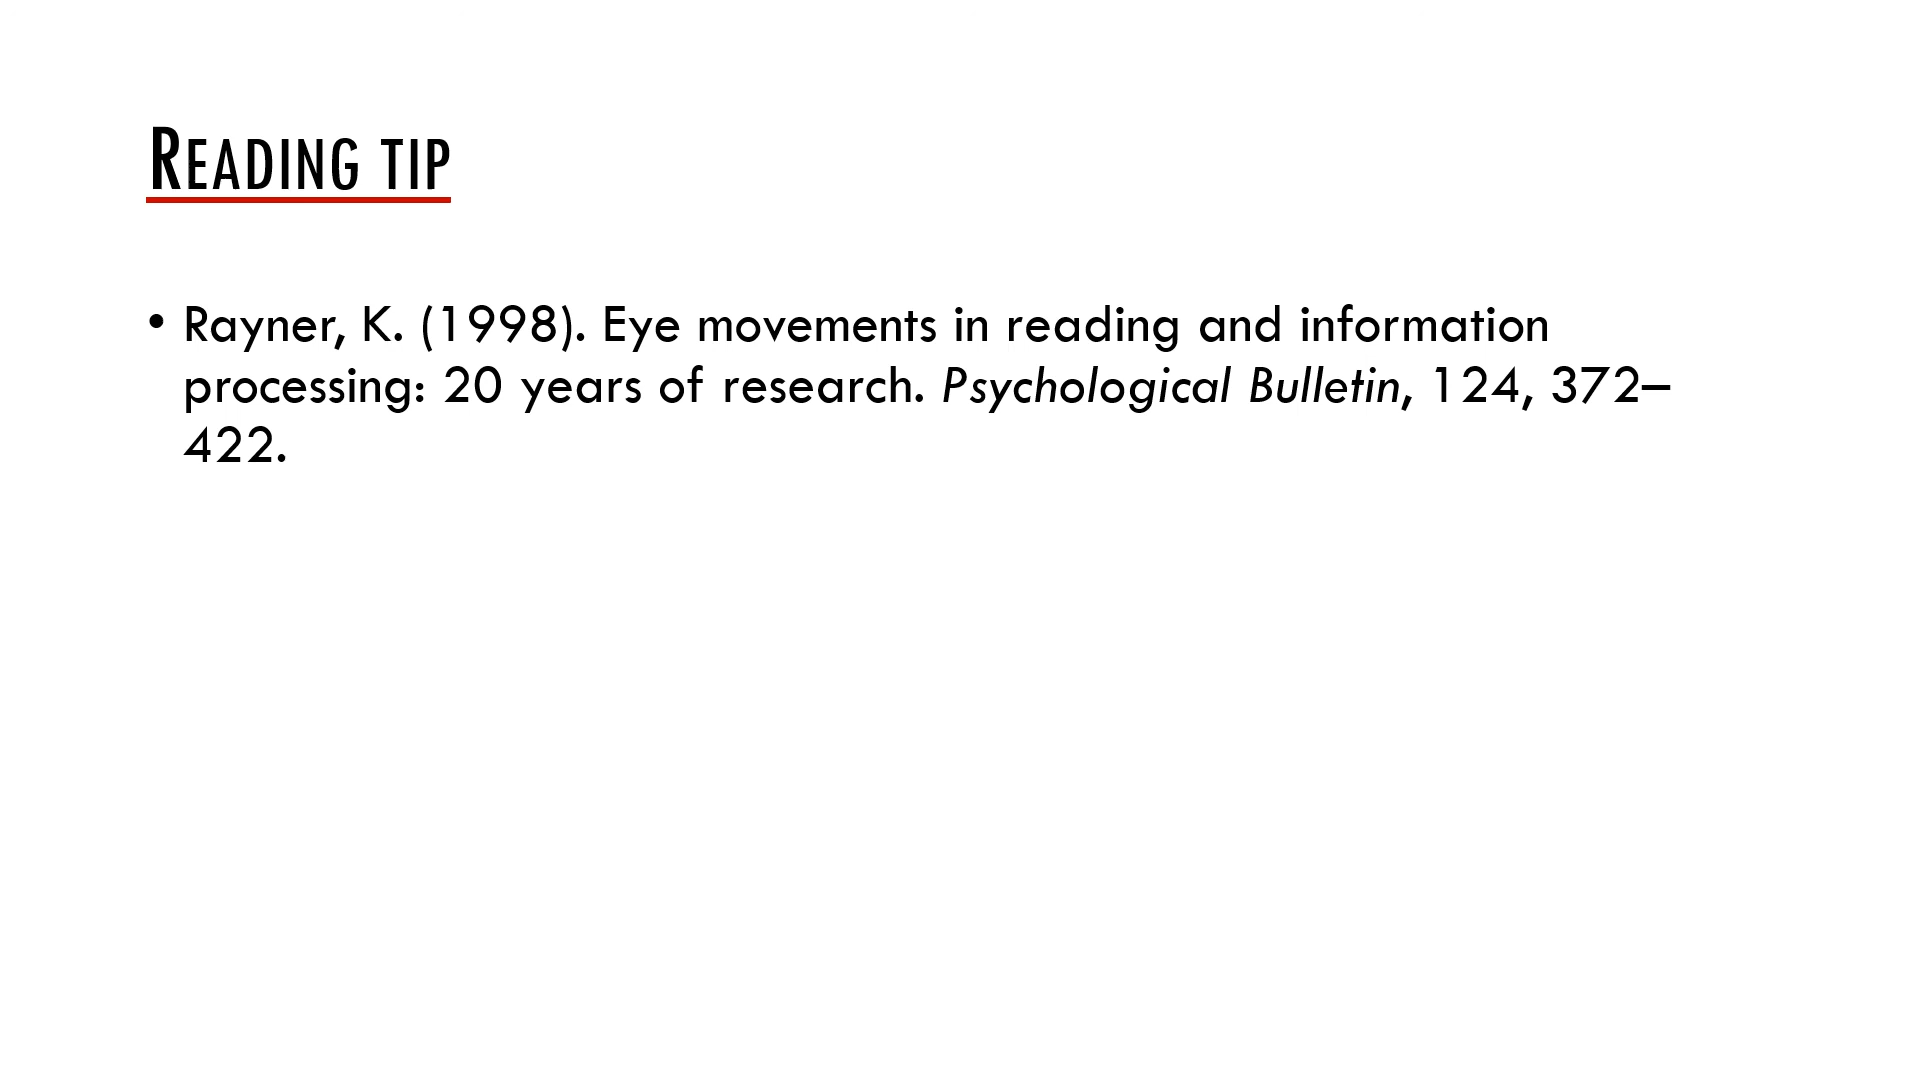 READING TIP
• Rayner, K. (1998). Eye movements in reading and information
processing: 20 years of research. Psychological Bulletin, 124, 372–
422.